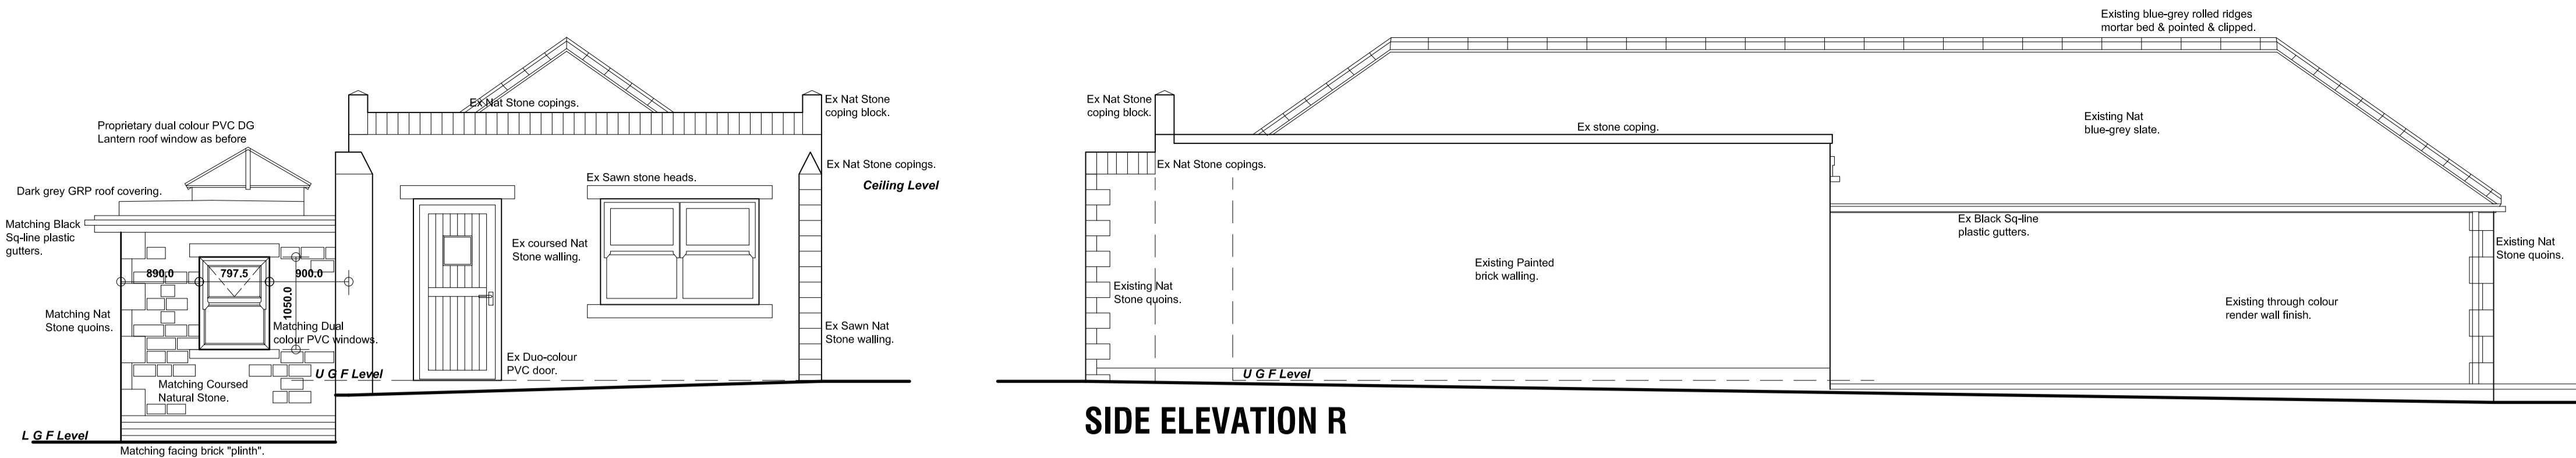 Proprietary dual colour PVC DG
Lantern roof window as before
Dark grey GRP roof covering.
Matching Black
Sq-line plastic
gutters.
890.0
797.5
900.0
1050.0
Matching Nat
Stone quoins.
Matching Dual
colour PVC windows.
Matching Coursed
Natural Stone.
U G F Level
L G F Level
Matching facing brick "plinth".
Ex Nat Stone copings.
Ex Nat Stone
coping block.
Ex Nat Stone copings.
Ceiling Level
Ex Sawn stone heads.
Ex coursed Nat
Stone walling.
Ex Duo-colour
PVC door.
Ex Sawn Nat
Stone walling.
Ex Nat Stone
coping block.
Ex Nat Stone copings.
Existing Nat
Stone quoins.
Ex stone coping.
Existing Painted
brick walling.
U G F Level
Existing blue-grey rolled ridges
mortar bed & pointed & clipped.
Existing Nat
blue-grey slate.
Ex Black Sq-line
plastic gutters.
Existing Nat
Stone quoins.
Existing through colour
render wall finish.
SIDE ELEVATION R